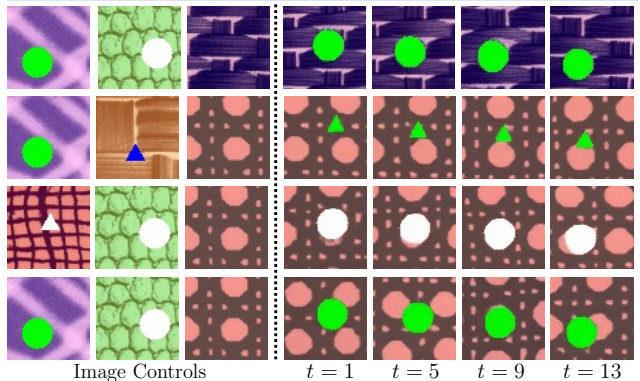 Image Controls t = 1 t = 5 t = 9 t = 13